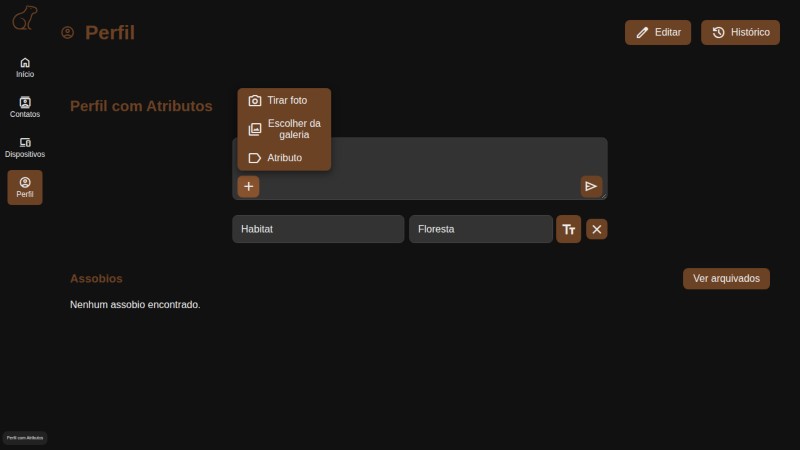 Perfil
Editar
Histórico
Início
Contatos
Dispositivos
Perfil
Perfil com Atributos
Tirar foto
Escolher da
galeria
Atributo
Habitat
Floresta
Tт
Assobios
Ver arquivados
Nenhum assobio encontrado.
Perfil com Atributos